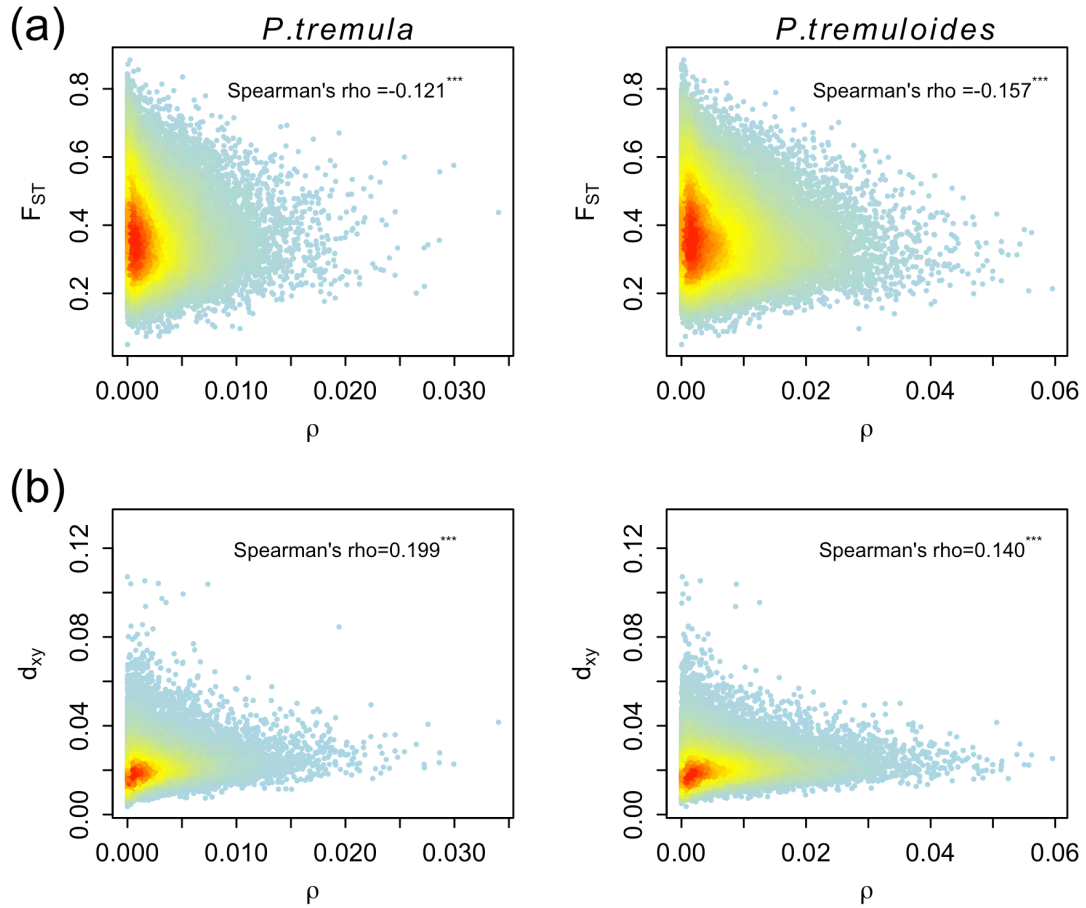 (a)
P.tremula
P.tremuloides
Spearman's rho =-0.121***
Spearman's rho =-0.157***
F_ST
0.8
0.6
0.4
0.2
F_ST
0.8
0.6
0.4
0.2
0.000 0.010 0.020 0.030
0.00 0.02 0.04 0.06
ρ
ρ
(b)
Spearman's rho=0.199***
Spearman's rho=0.140***
d_xy
0.12
0.08
0.04
0.00
d_xy
0.12
0.08
0.04
0.00
0.000 0.010 0.020 0.030
0.00 0.02 0.04 0.06
ρ
ρ